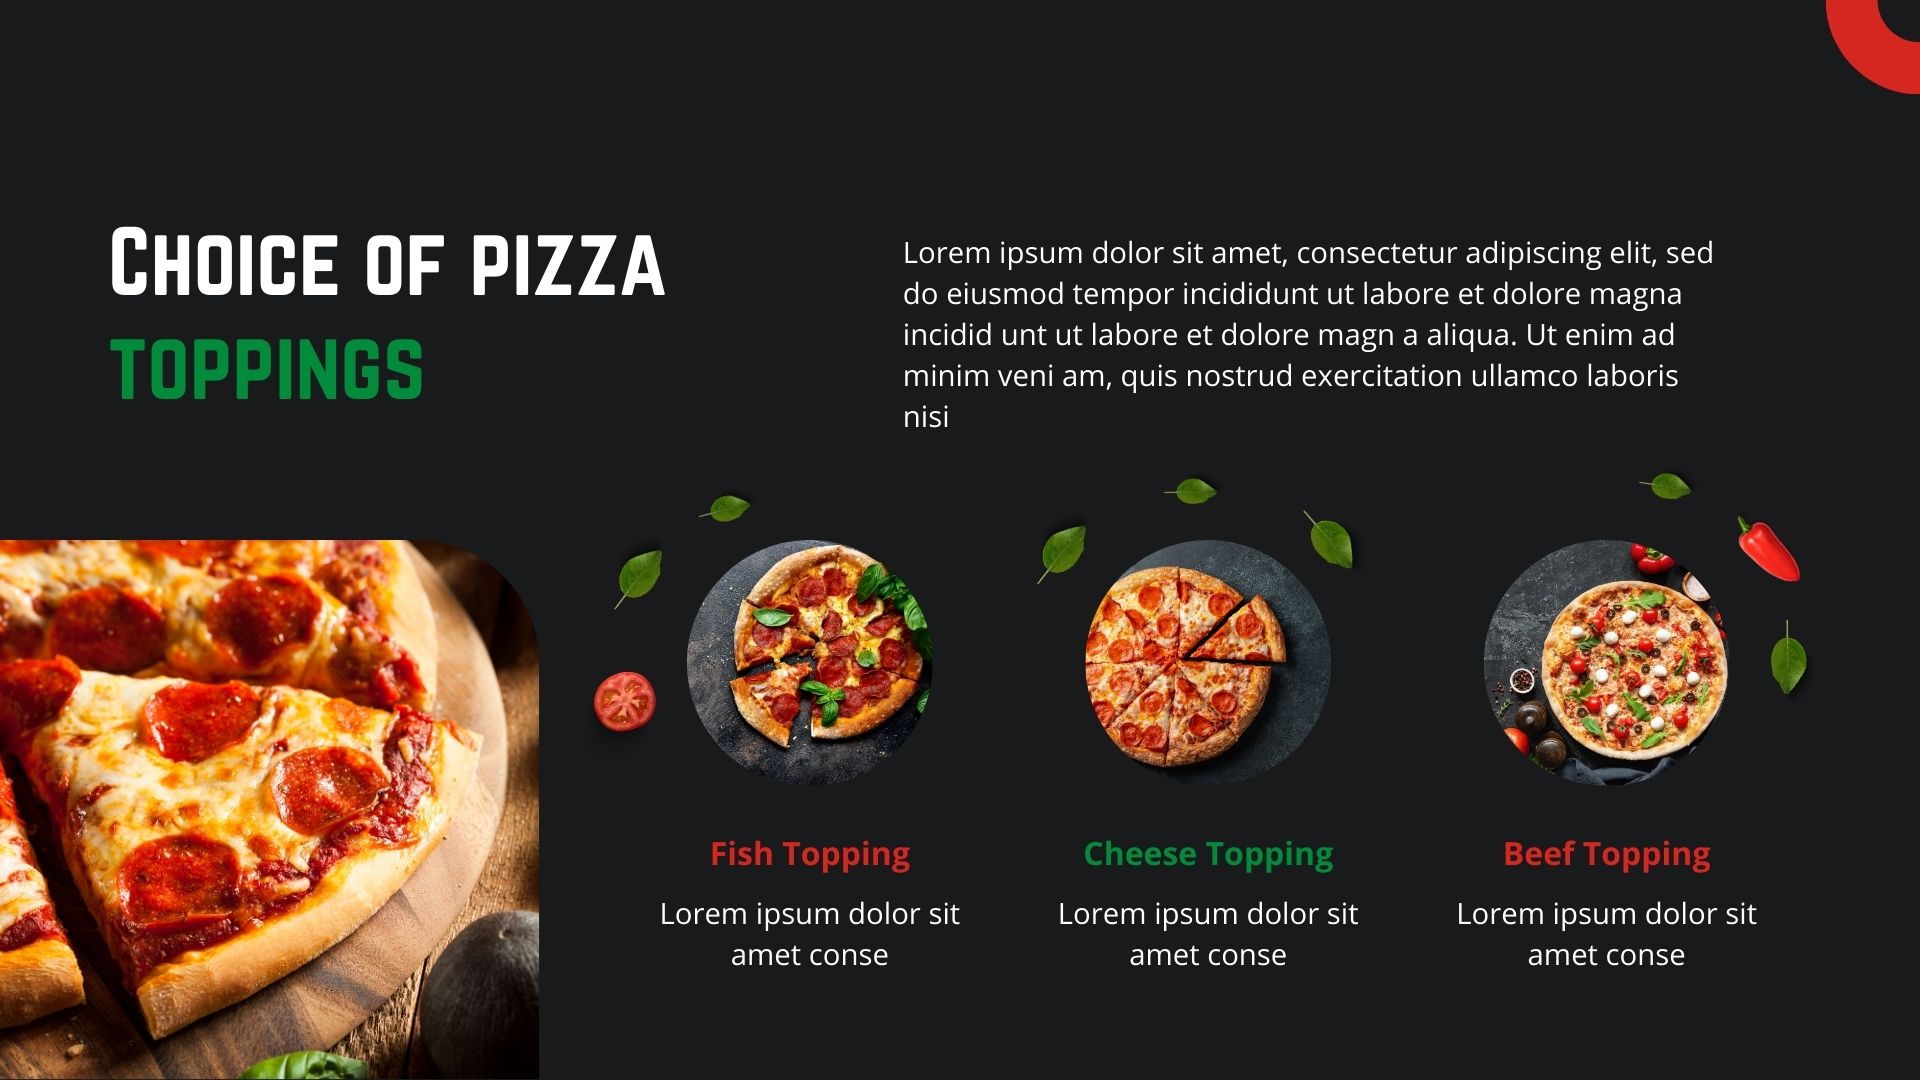 Choice of pizza
toppings
Lorem ipsum dolor sit amet, consectetur adipiscing elit, sed
do eiusmod tempor incididunt ut labore et dolore magna
incidid unt ut labore et dolore magn a aliqua. Ut enim ad
minim veni am, quis nostrud exercitation ullamco laboris
nisi
Fish Topping
Lorem ipsum dolor sit
amet conse
Cheese Topping
Lorem ipsum dolor sit
amet conse
Beef Topping
Lorem ipsum dolor sit
amet conse